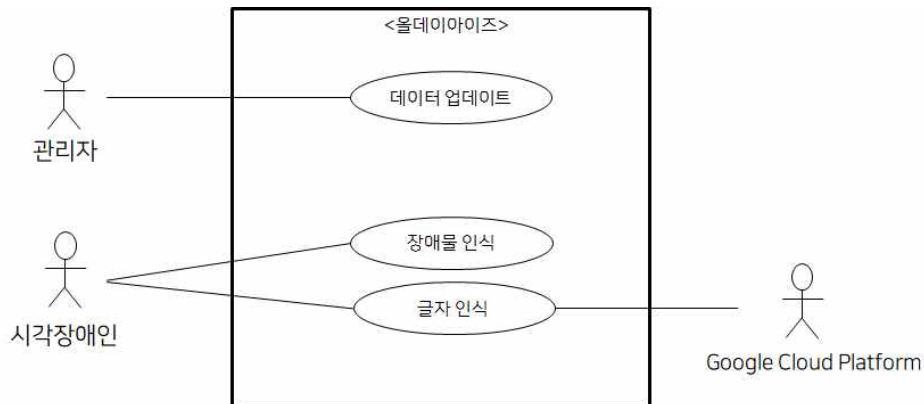 <올데이아이즈>
데이터 업데이트
관리자
장애물 인식
글자 인식
시각장애인
Google Cloud Platform